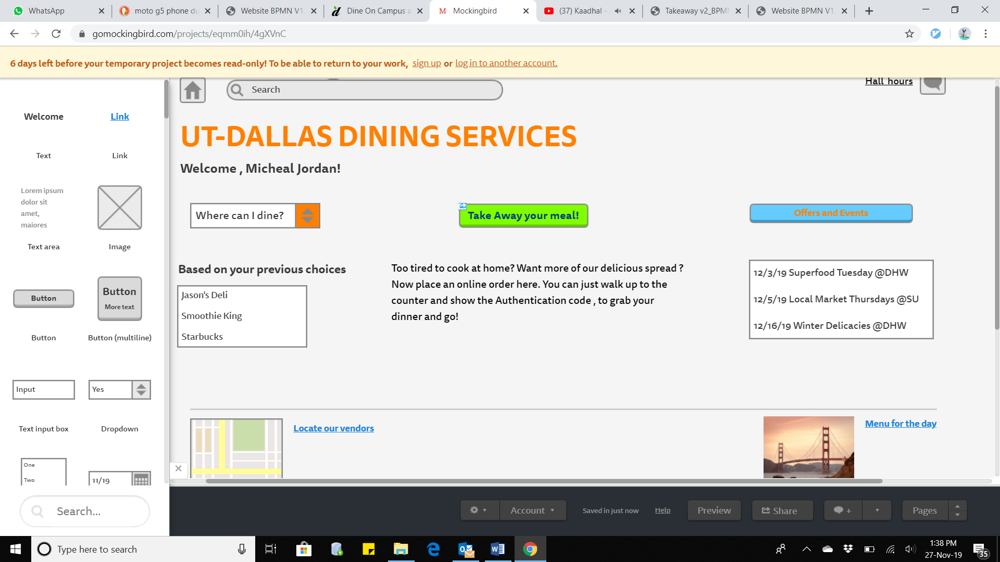 WhatsApp
moto g5 phone du
Website BPMN V1.
Dine On Campus a
Mockingbird
(37) Kaadhal -
Takeaway v2_BPMN
Website BPMN V1.
gomockingbird.com/projects/eqmm0ih/4gXVnC
6 days left before your temporary project becomes read-only! To be able to return to your work, sign up or log in to another account.
Search
Hall hours
Welcome
Link
Text
Link
UT-DALLAS DINING SERVICES
Welcome , Micheal Jordan!
Lorem ipsum
dolor sit
amet,
maiores
Text area
Image
Where can I dine?
Take Away your meal!
Offers and Events
Button
Button
More text
Button
Button (multiline)
Based on your previous choices
Jason's Deli
Smoothie King
Starbucks
Too tired to cook at home? Want more of our delicious spread ?
Now place an online order here. You can just walk up to the
counter and show the Authentication code , to grab your
dinner and go!
12/3/19 Superfood Tuesday @DHW
12/5/19 Local Market Thursdays @SU
12/16/19 Winter Delicacies @DHW
Input
Yes
Text input box
Dropdown
Locate our vendors
Menu for the day
One
Two
11/19
Search...
Account
Saved in just now
Help
Preview
Share
+
Pages
Type here to search
1:38 PM
27-Nov-19
35